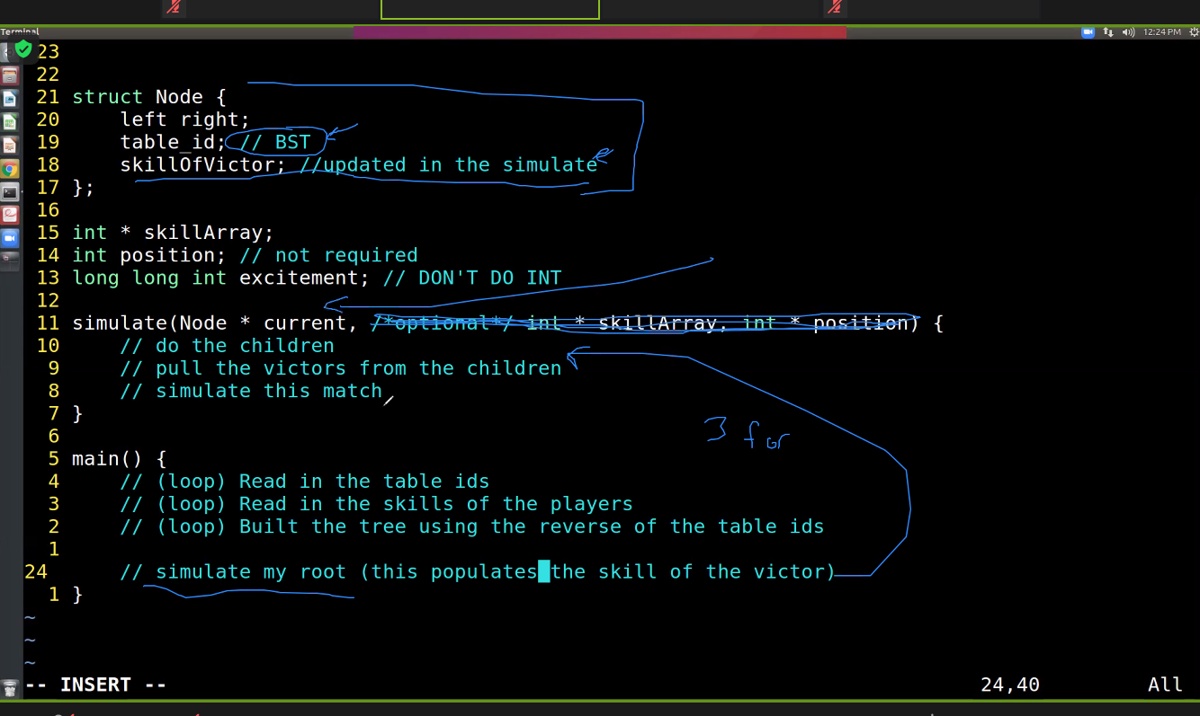 Terminal
12:24 PM
23
22
21 struct Node {
20 left right;
19 table_id; // BST
18 skillOfVictor; //updated in the simulate
17 };
16
15 int * skillArray;
14 int position; // not required
13 long long int excitement; // DON'T DO INT
12
11 simulate(Node * current, /*optional*/ int * skillArray, int * position) {
10 // do the children
9 // pull the victors from the children
8 // simulate this match
7 }
3 for
6
5 main() {
4 // (loop) Read in the table ids
3 // (loop) Read in the skills of the players
2 // (loop) Built the tree using the reverse of the table ids
1
24 // simulate my root (this populates the skill of the victor)
1 }
~
~
~
-- INSERT -- 24,40 All